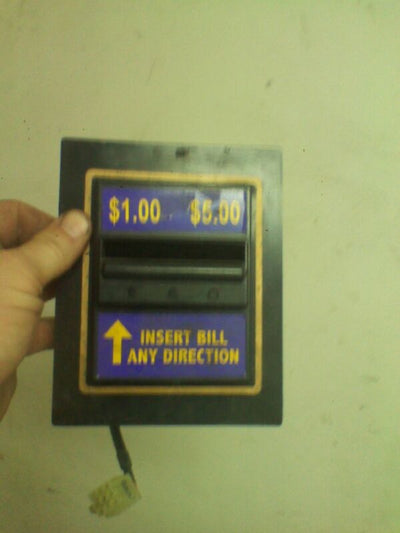 $1.00 $5.00
INSERT BILL
ANY DIRECTION